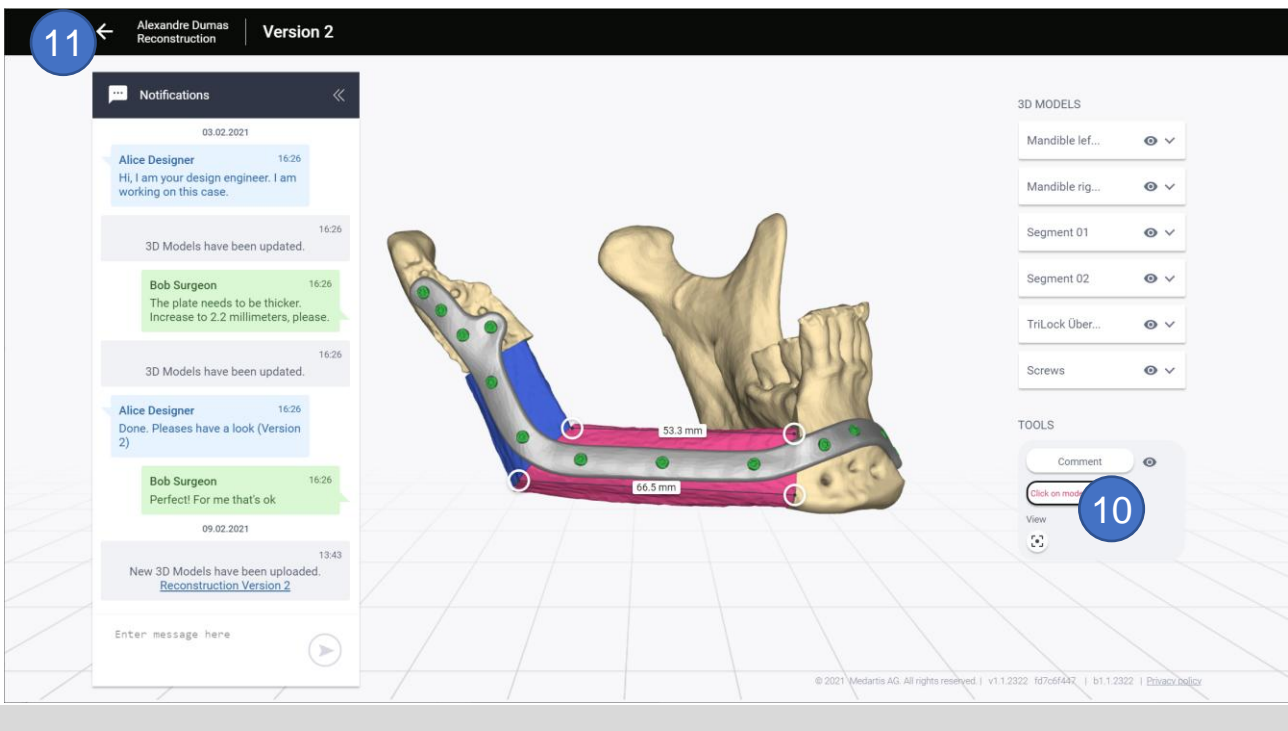 11
Alexandre Dumas
Reconstruction
Version 2
Notifications
03.02.2021
Alice Designer 16:26
Hi, I am your design engineer. I am
working on this case.
16:26
3D Models have been updated.
Bob Surgeon 16:26
The plate needs to be thicker.
Increase to 2.2 millimeters, please.
16:26
3D Models have been updated.
Alice Designer 16:26
Done. Pleases have a look (Version
2)
Bob Surgeon 16:26
Perfect! For me that's ok
09.02.2021
13:43
New 3D Models have been uploaded.
Reconstruction Version 2
Enter message here
53.3 mm
66.5 mm
3D MODELS
Mandible lef...
Mandible rig...
Segment 01
Segment 02
TriLock Über...
Screws
TOOLS
Comment
Click on mode
10
View
© 2021 Medartis AG. All rights reserved. | v1.1.2322 fd7c6f447 | b1.1.2322 | Privacy policy